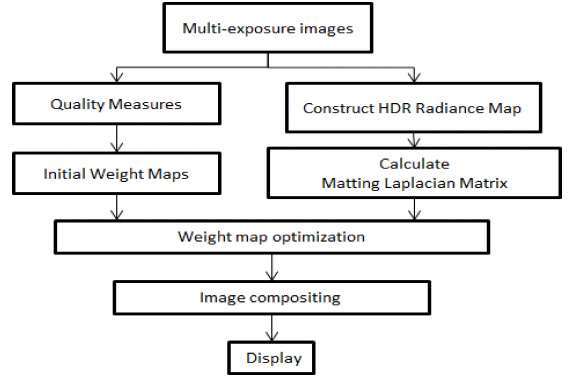 Multi-exposure images
Quality Measures
Construct HDR Radiance Map
Initial Weight Maps
Calculate
Matting Laplacian Matrix
Weight map optimization
Image compositing
Display